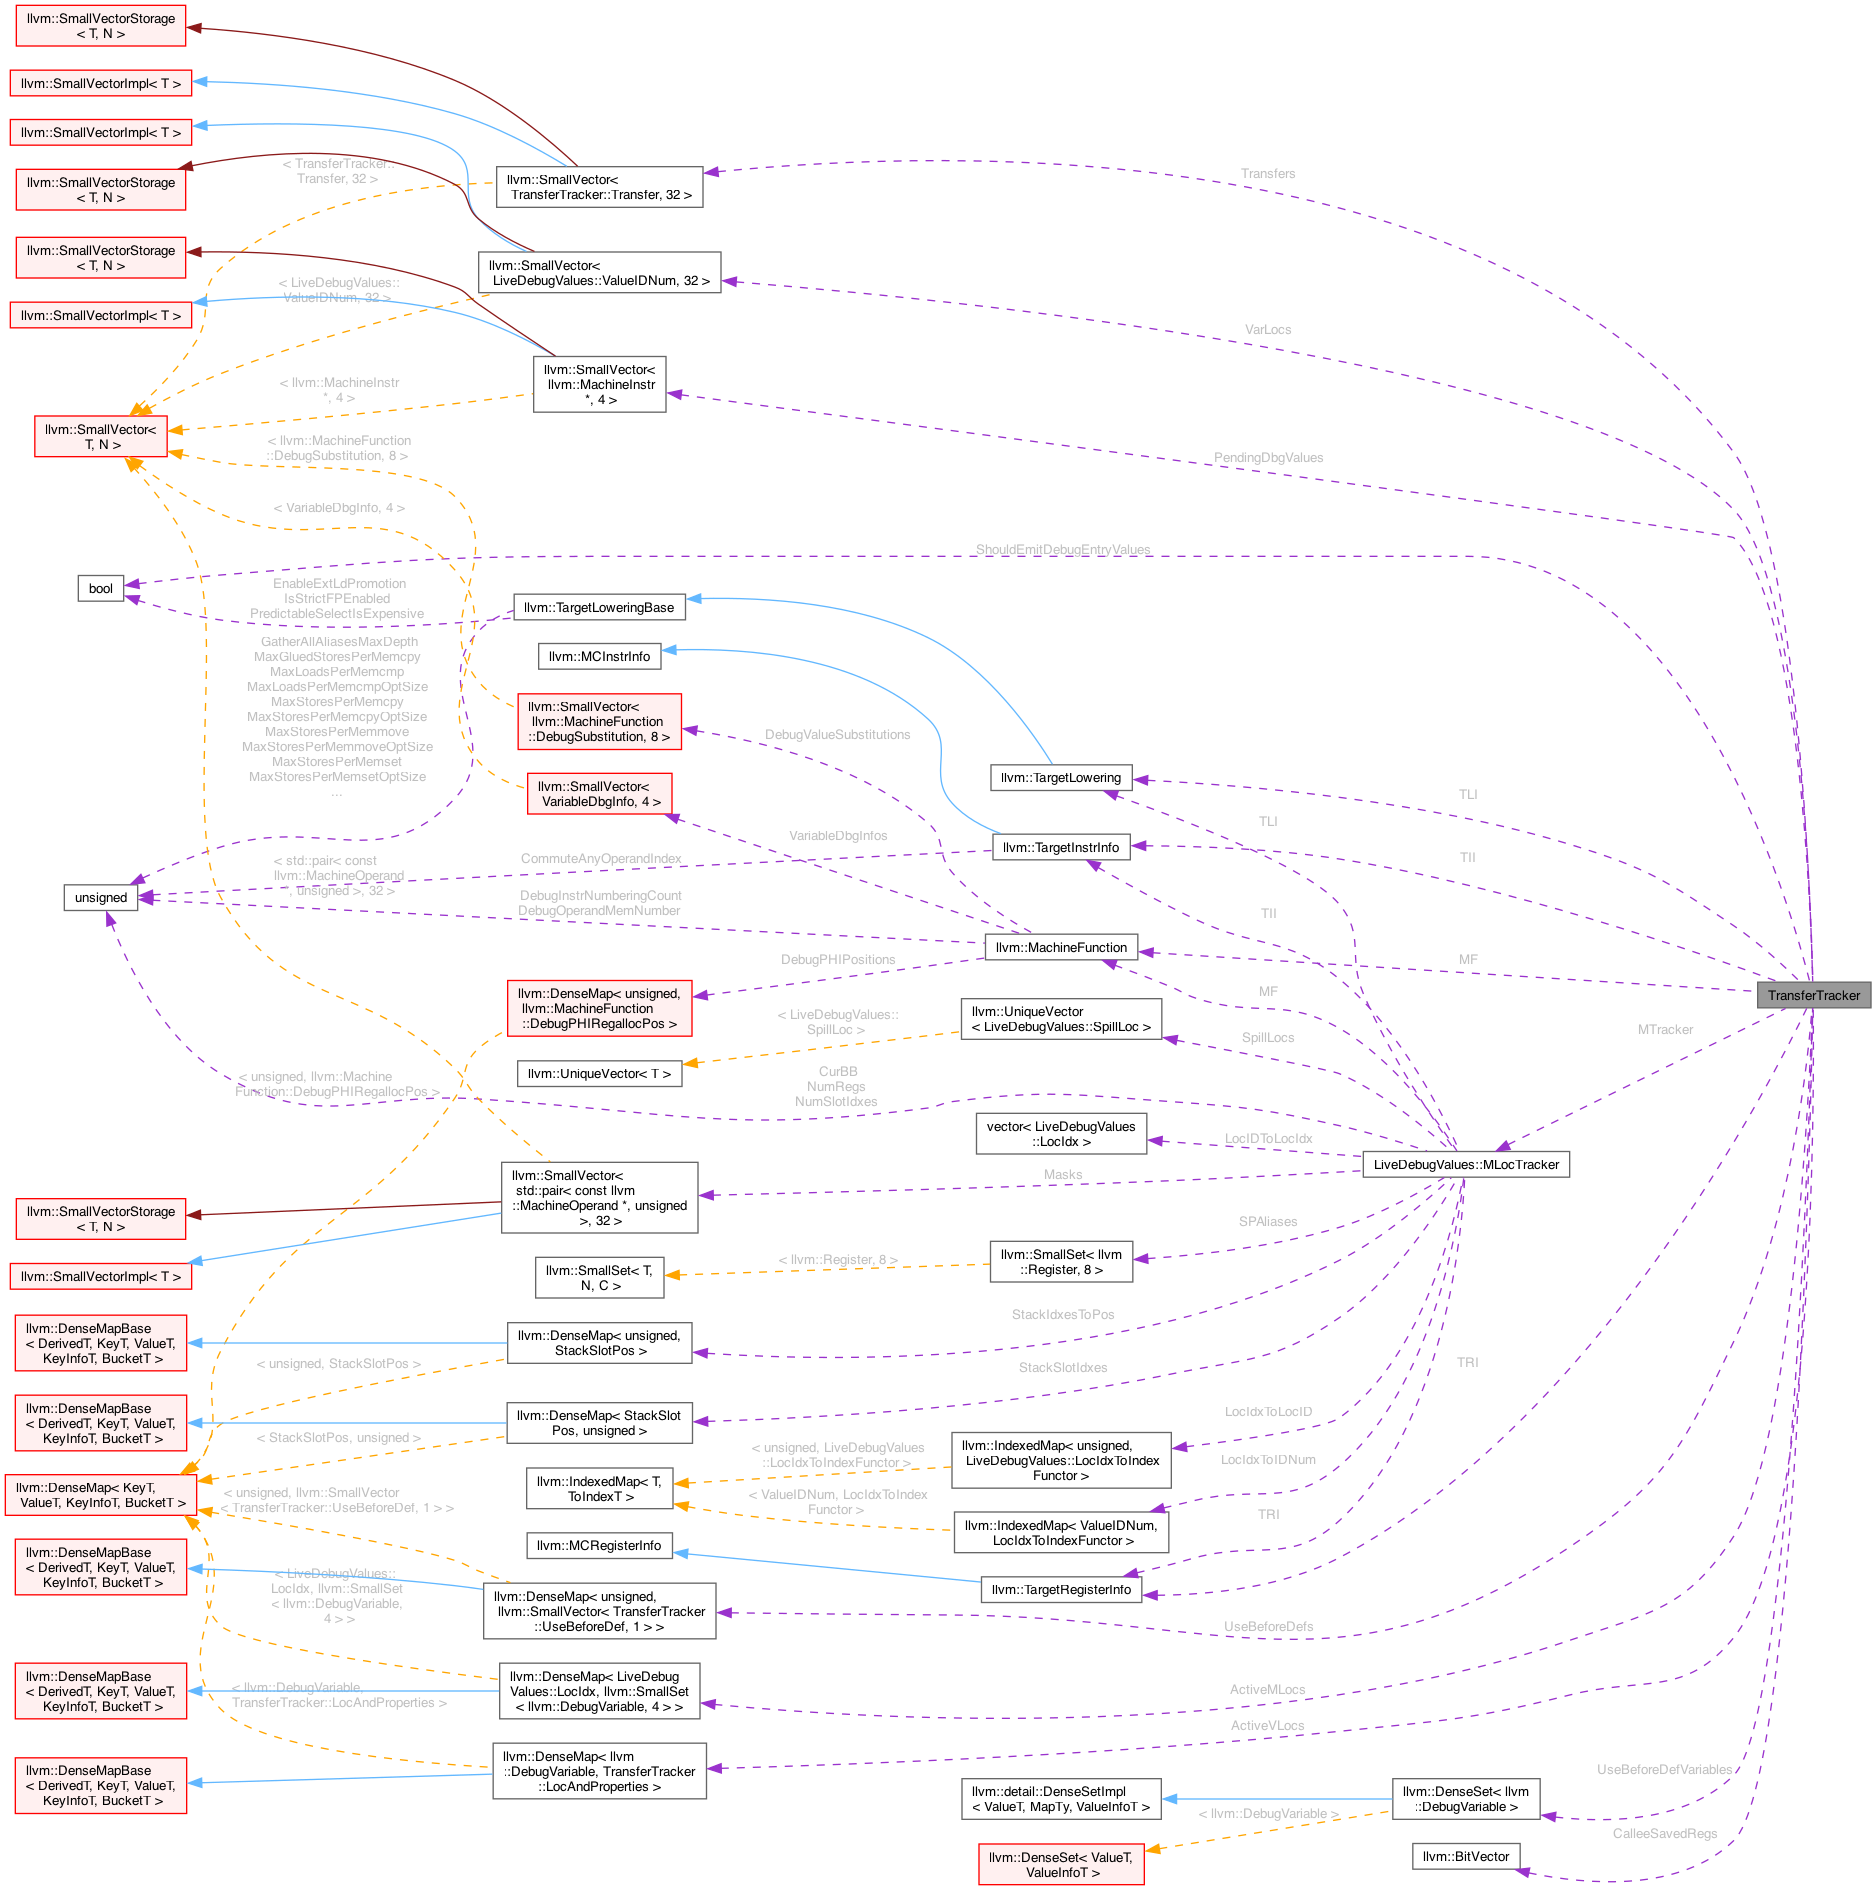 llvm::SmallVectorStorage
< T, N >
llvm::SmallVectorImpl< T >
llvm::SmallVectorImpl< T >
llvm::SmallVectorStorage
< T, N >
llvm::SmallVectorStorage
< T, N >
llvm::SmallVectorImpl< T >
llvm::SmallVector<
T, N >
bool
unsigned
llvm::SmallVectorStorage
< T, N >
llvm::SmallVectorImpl< T >
llvm::DenseMapBase
< DerivedT, KeyT, ValueT,
KeyInfoT, BucketT >
llvm::DenseMapBase
< DerivedT, KeyT, ValueT,
KeyInfoT, BucketT >
llvm::DenseMap< KeyT,
ValueT, KeyInfoT, BucketT >
llvm::DenseMapBase
< DerivedT, KeyT, ValueT,
KeyInfoT, BucketT >
llvm::DenseMapBase
< DerivedT, KeyT, ValueT,
KeyInfoT, BucketT >
llvm::DenseMapBase
< DerivedT, KeyT, ValueT,
KeyInfoT, BucketT >
< TransferTracker::
Transfer, 32 >
< LiveDebugValues::
ValueIDNum, 32 >
< llvm::MachineInstr
*, 4 >
< llvm::MachineFunction
::DebugSubstitution, 8 >
< VariableDbgInfo, 4 >
EnableExtLdPromotion
IsStrictFPEnabled
PredictableSelectIsExpensive
GatherAllAliasesMaxDepth
MaxGluedStoresPerMemcpy
MaxLoadsPerMemcmp
MaxLoadsPerMemcmpOptSize
MaxStoresPerMemcpy
MaxStoresPerMemcpyOptSize
MaxStoresPerMemmove
MaxStoresPerMemmoveOptSize
MaxStoresPerMemset
MaxStoresPerMemsetOptSize
...
< std::pair< const
llvm::MachineOperand
*, unsigned >, 32 >
< unsigned, llvm::Machine
Function::DebugPHIRegallocPos >
< unsigned, StackSlotPos >
< StackSlotPos, unsigned >
< unsigned, llvm::SmallVector
< TransferTracker::UseBeforeDef, 1 > >
< LiveDebugValues::
LocIdx, llvm::SmallSet
< llvm::DebugVariable,
4 > >
< llvm::DebugVariable,
TransferTracker::LocAndProperties >
llvm::SmallVector<
TransferTracker::Transfer, 32 >
llvm::SmallVector<
LiveDebugValues::ValueIDNum, 32 >
llvm::SmallVector<
llvm::MachineInstr
*, 4 >
llvm::TargetLoweringBase
llvm::MCInstrInfo
llvm::SmallVector<
llvm::MachineFunction
::DebugSubstitution, 8 >
llvm::SmallVector<
VariableDbgInfo, 4 >
CommuteAnyOperandIndex
DebugInstrNumberingCount
DebugOperandMemNumber
llvm::DenseMap< unsigned,
llvm::MachineFunction
::DebugPHIRegallocPos >
llvm::UniqueVector< T >
llvm::SmallVector<
std::pair< const llvm
::MachineOperand *, unsigned
>, 32 >
llvm::SmallSet< T,
N, C >
llvm::DenseMap< unsigned,
StackSlotPos >
llvm::DenseMap< StackSlot
Pos, unsigned >
llvm::IndexedMap< T,
ToIndexT >
llvm::MCRegisterInfo
llvm::DenseMap< unsigned,
llvm::SmallVector< TransferTracker
::UseBeforeDef, 1 > >
llvm::DenseMap< LiveDebug
Values::LocIdx, llvm::SmallSet
< llvm::DebugVariable, 4 > >
llvm::DenseMap< llvm
::DebugVariable, TransferTracker
::LocAndProperties >
DebugValueSubstitutions
VariableDbgInfos
DebugPHIPositions
< LiveDebugValues::
SpillLoc >
CurBB
NumRegs
NumSlotIdxes
< llvm::Register, 8 >
< unsigned, LiveDebugValues
::LocIdxToIndexFunctor >
< ValueIDNum, LocIdxToIndex
Functor >
ShouldEmitDebugEntryValues
llvm::TargetLowering
llvm::TargetInstrInfo
llvm::MachineFunction
llvm::UniqueVector
< LiveDebugValues::SpillLoc >
vector< LiveDebugValues
::LocIdx >
Masks
llvm::SmallSet< llvm
::Register, 8 >
StackIdxesToPos
StackSlotIdxes
llvm::IndexedMap< unsigned,
LiveDebugValues::LocIdxToIndex
Functor >
llvm::IndexedMap< ValueIDNum,
LocIdxToIndexFunctor >
llvm::TargetRegisterInfo
llvm::detail::DenseSetImpl
< ValueT, MapTy, ValueInfoT >
llvm::DenseSet< ValueT,
ValueInfoT >
Transfers
VarLocs
PendingDbgValues
TLI
TII
MF
SpillLocs
LocIDToLocIdx
SPAliases
LocIdxToLocID
LocIdxToIDNum
TRI
UseBeforeDefs
ActiveMLocs
ActiveVLocs
< llvm::DebugVariable >
TLI
TII
MF
LiveDebugValues::MLocTracker
TRI
llvm::DenseSet< llvm
::DebugVariable >
llvm::BitVector
MTracker
UseBeforeDefVariables
CalleeSavedRegs
TransferTracker